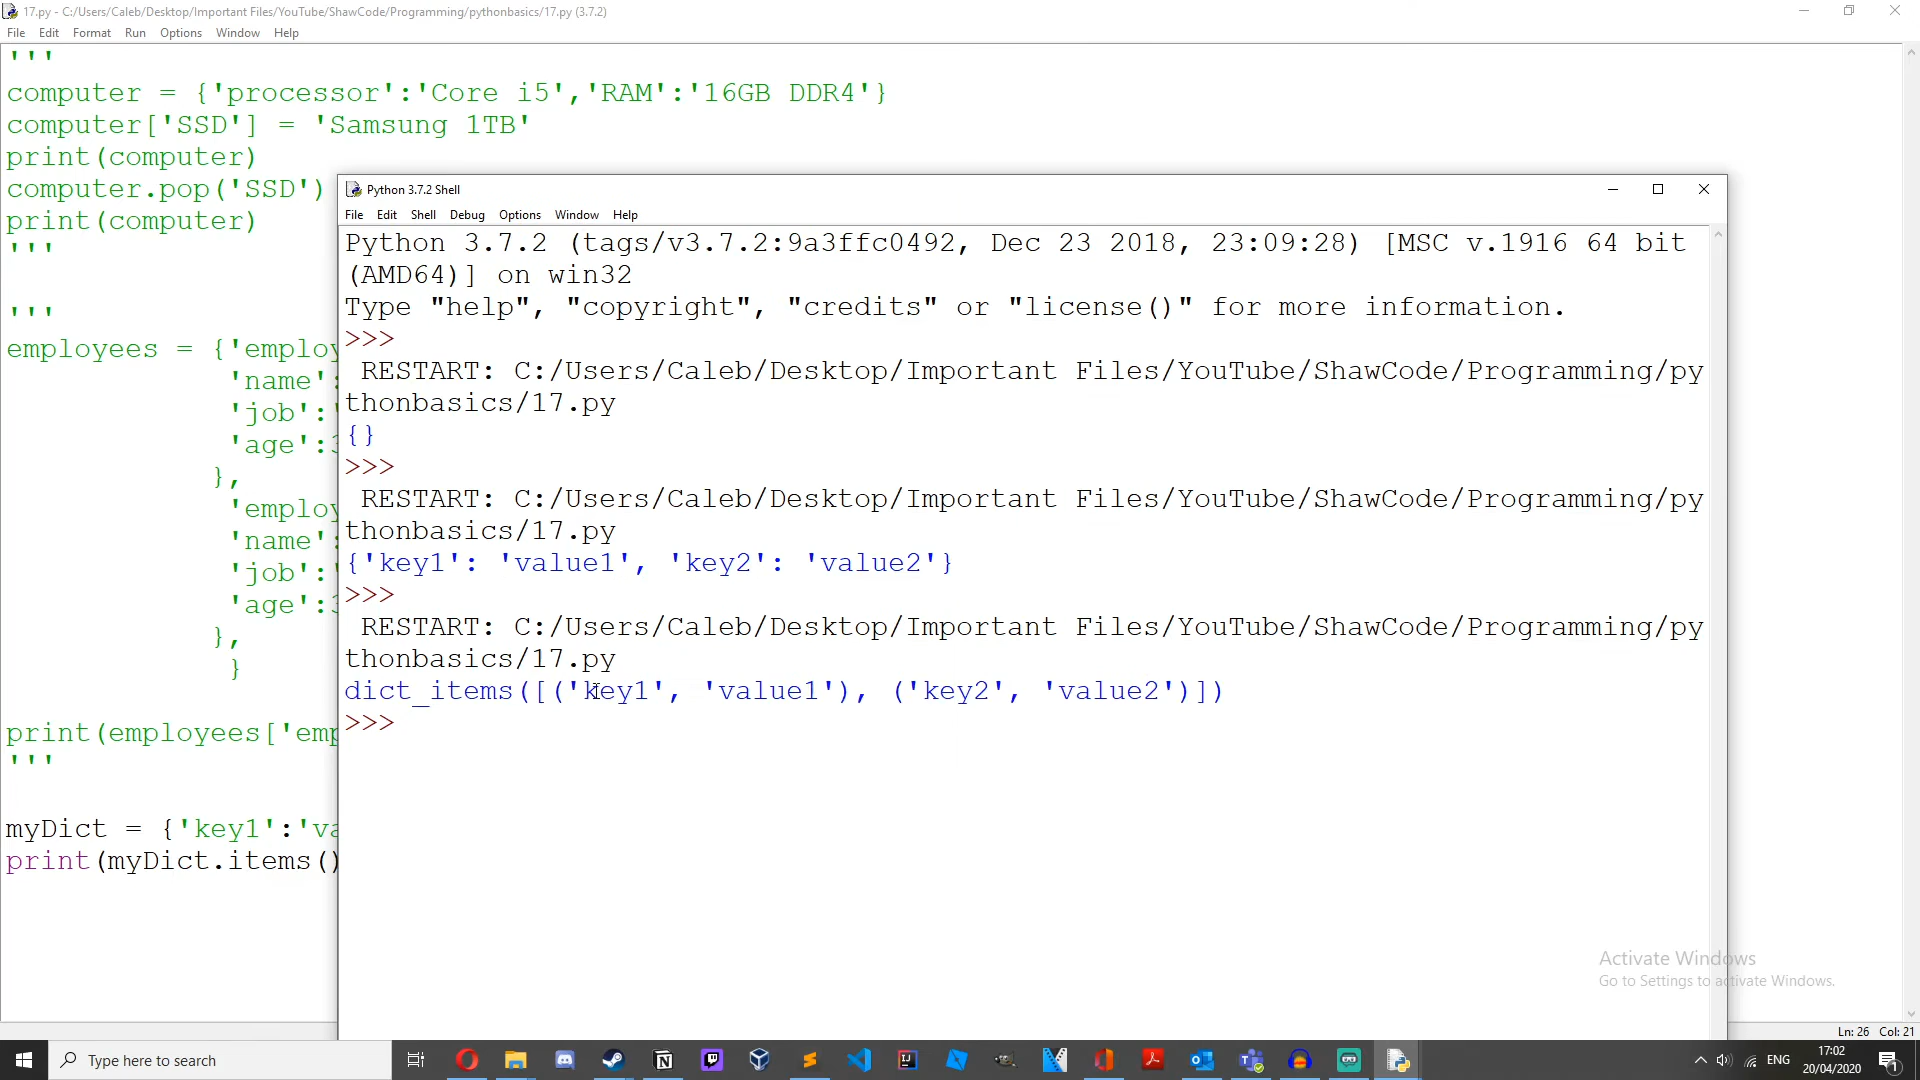 17.py - C:/Users/Caleb/Desktop/Important Files/YouTube/ShawCode/Programming/pythonbasics/17.py (3.7.2)
File Edit Format Run Options Window Help
'''
computer = {'processor':'Core i5','RAM':'16GB DDR4'}
computer['SSD'] = 'Samsung 1TB'
print(computer)
computer.pop('SSD')
print(computer)
'''
'''
employees = {'employ
'name':
'job':'
'age':3
},
'employ
'name':
'job':'
'age':3
},
}
print(employees['emp
'''
myDict = {'key1':'va
print(myDict.items()
Python 3.7.2 Shell
File Edit Shell Debug Options Window Help
Python 3.7.2 (tags/v3.7.2:9a3ffc0492, Dec 23 2018, 23:09:28) [MSC v.1916 64 bit
(AMD64)] on win32
Type "help", "copyright", "credits" or "license()" for more information.
>>>
RESTART: C:/Users/Caleb/Desktop/Important Files/YouTube/ShawCode/Programming/py
thonbasics/17.py
{}
>>>
RESTART: C:/Users/Caleb/Desktop/Important Files/YouTube/ShawCode/Programming/py
thonbasics/17.py
{'key1': 'value1', 'key2': 'value2'}
>>>
RESTART: C:/Users/Caleb/Desktop/Important Files/YouTube/ShawCode/Programming/py
thonbasics/17.py
dict_items([('key1', 'value1'), ('key2', 'value2')])
>>>
Activate Windows
Go to Settings to activate Windows.
Ln: 26 Col: 21
Type here to search
ENG
17:02
20/04/2020
1